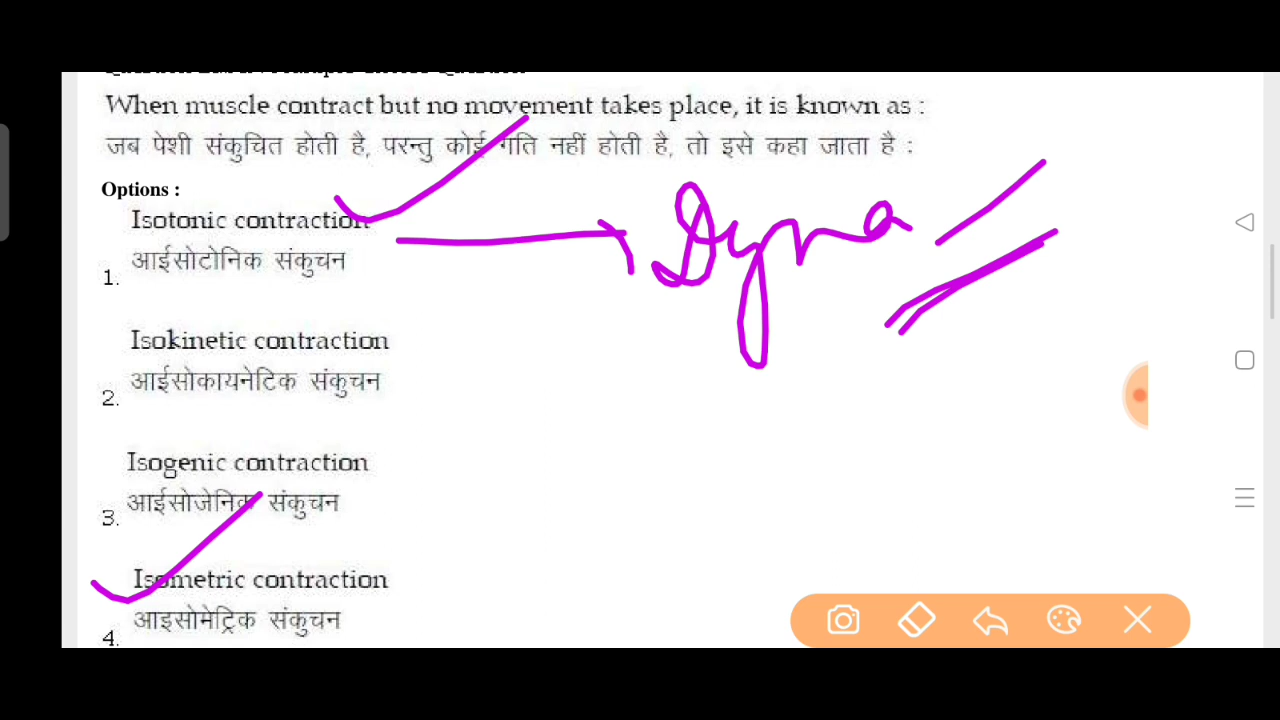 When muscle contract but no movement takes place, it is known as :
जब पेशी संकुचित होती है, परन्तु कोई गति नहीं होती है, तो इसे कहा जाता है :
Options :
Isotonic contraction
आईसोटोनिक संकुचन
1.
Dyna
Isokinetic contraction
आईसोकायनेटिक संकुचन
2.
Isogenic contraction
आईसोजेनिक संकुचन
3.
Isometric contraction
आइसोमेट्रिक संकुचन
4.